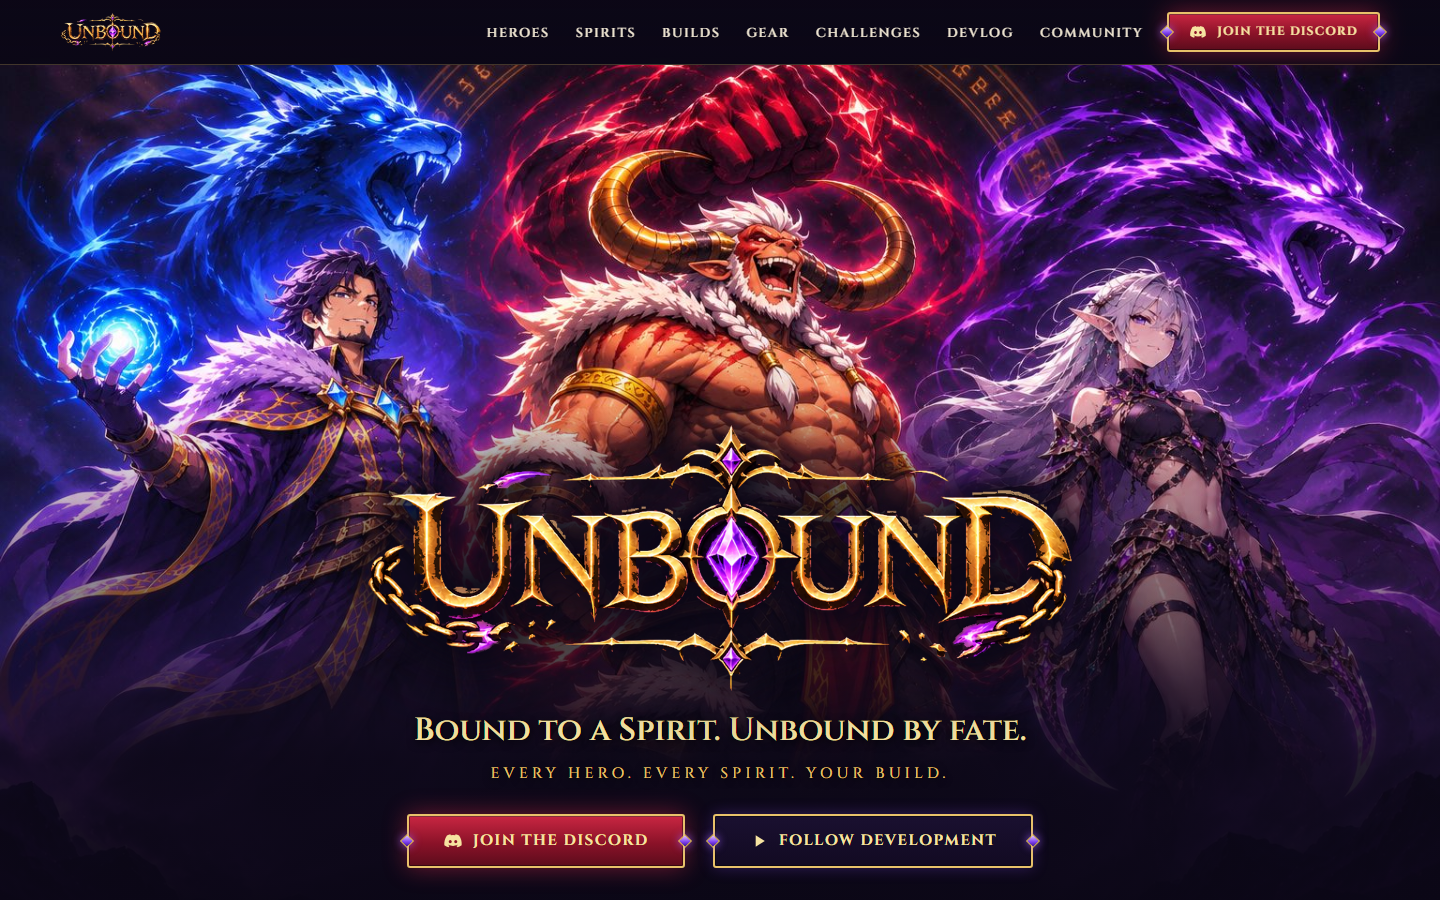 UNBOUND
HEROES SPIRITS BUILDS GEAR CHALLENGES DEVLOG COMMUNITY JOIN THE DISCORD
UNBOUND
BOUND TO A SPIRIT. UNBOUND BY FATE.
EVERY HERO. EVERY SPIRIT. YOUR BUILD.
JOIN THE DISCORD FOLLOW DEVELOPMENT